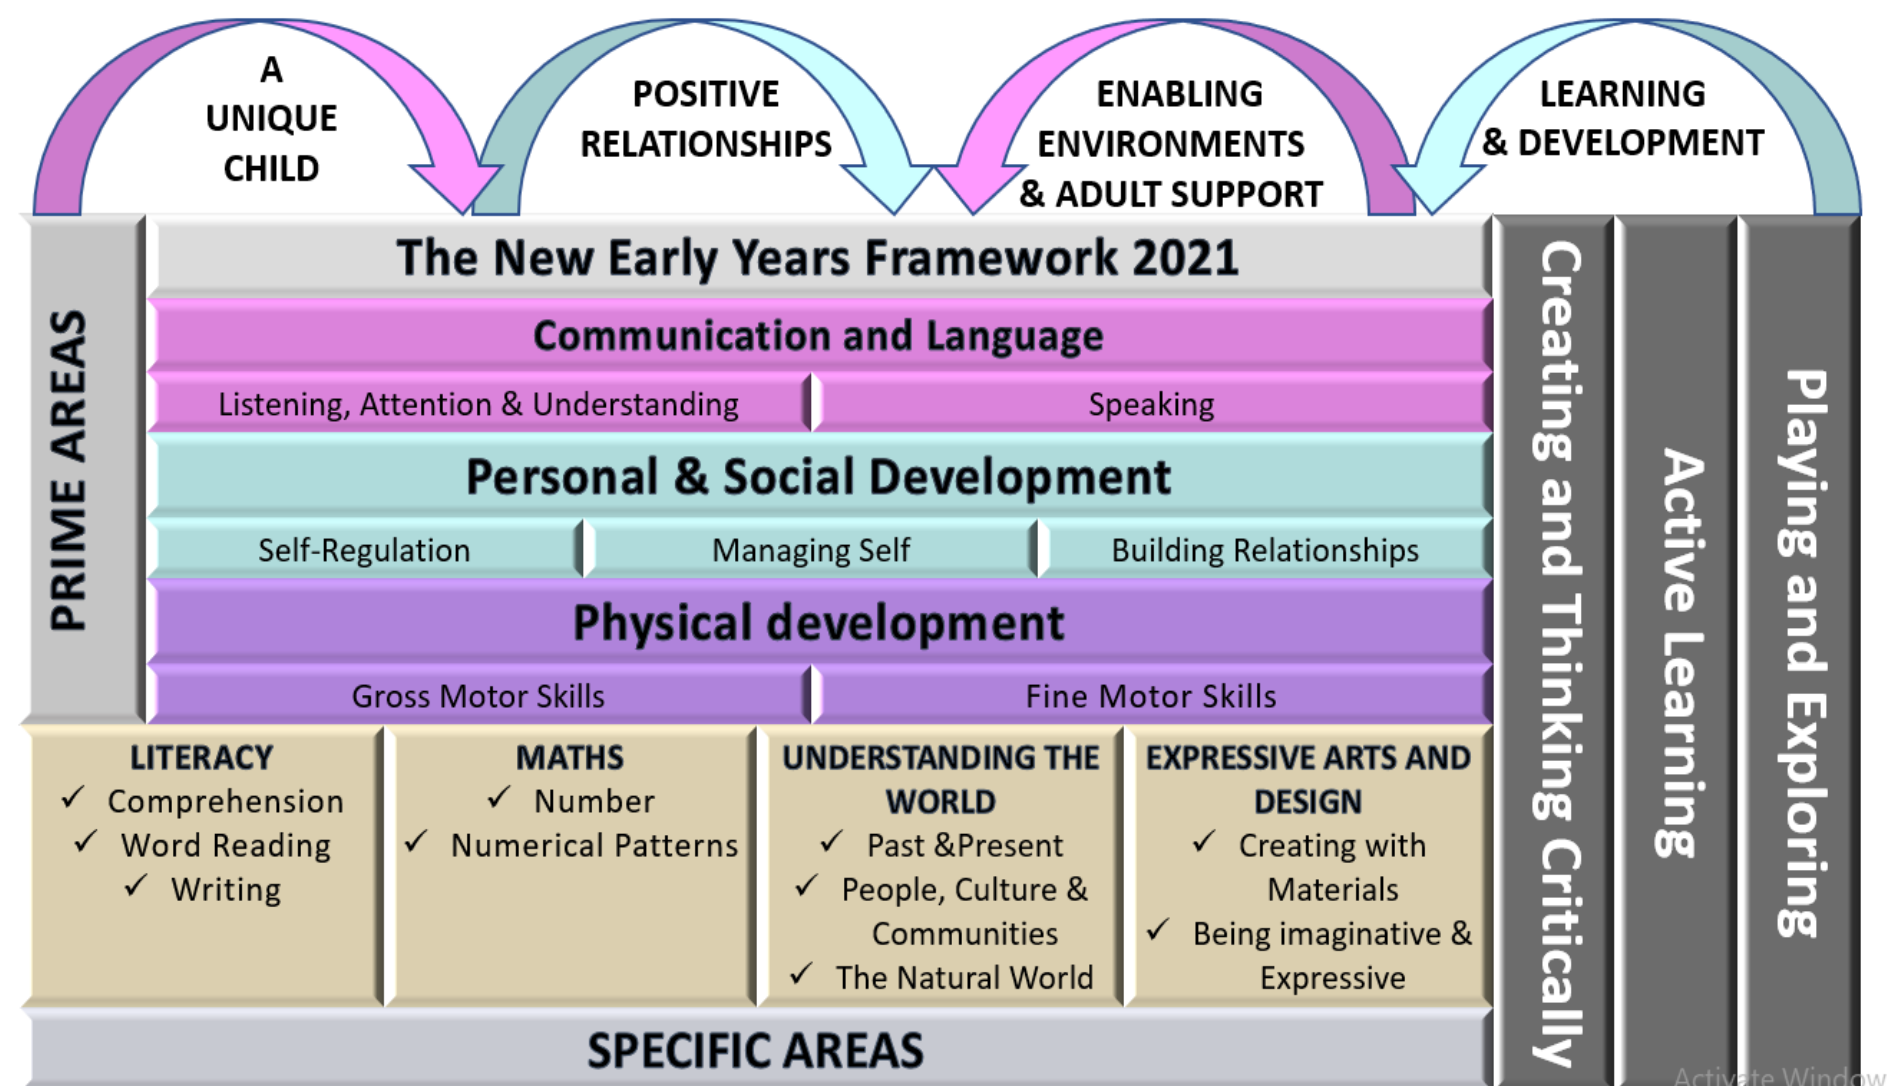 A
UNIQUE
CHILD
POSITIVE
RELATIONSHIPS
ENABLING
ENVIRONMENTS
& ADULT SUPPORT
LEARNING
& DEVELOPMENT
PRIME AREAS
The New Early Years Framework 2021
Communication and Language
Listening, Attention & Understanding
Speaking
Personal & Social Development
Self-Regulation
Managing Self
Building Relationships
Physical development
Gross Motor Skills
Fine Motor Skills
LITERACY
✓ Comprehension
✓ Word Reading
✓ Writing
MATHS
✓ Number
✓ Numerical Patterns
UNDERSTANDING THE
WORLD
✓ Past &Present
✓ People, Culture &
Communities
✓ The Natural World
EXPRESSIVE ARTS AND
DESIGN
✓ Creating with
Materials
✓ Being imaginative &
Expressive
SPECIFIC AREAS
Creating and Thinking Critically
Active Learning
Playing and Exploring
Activate Window